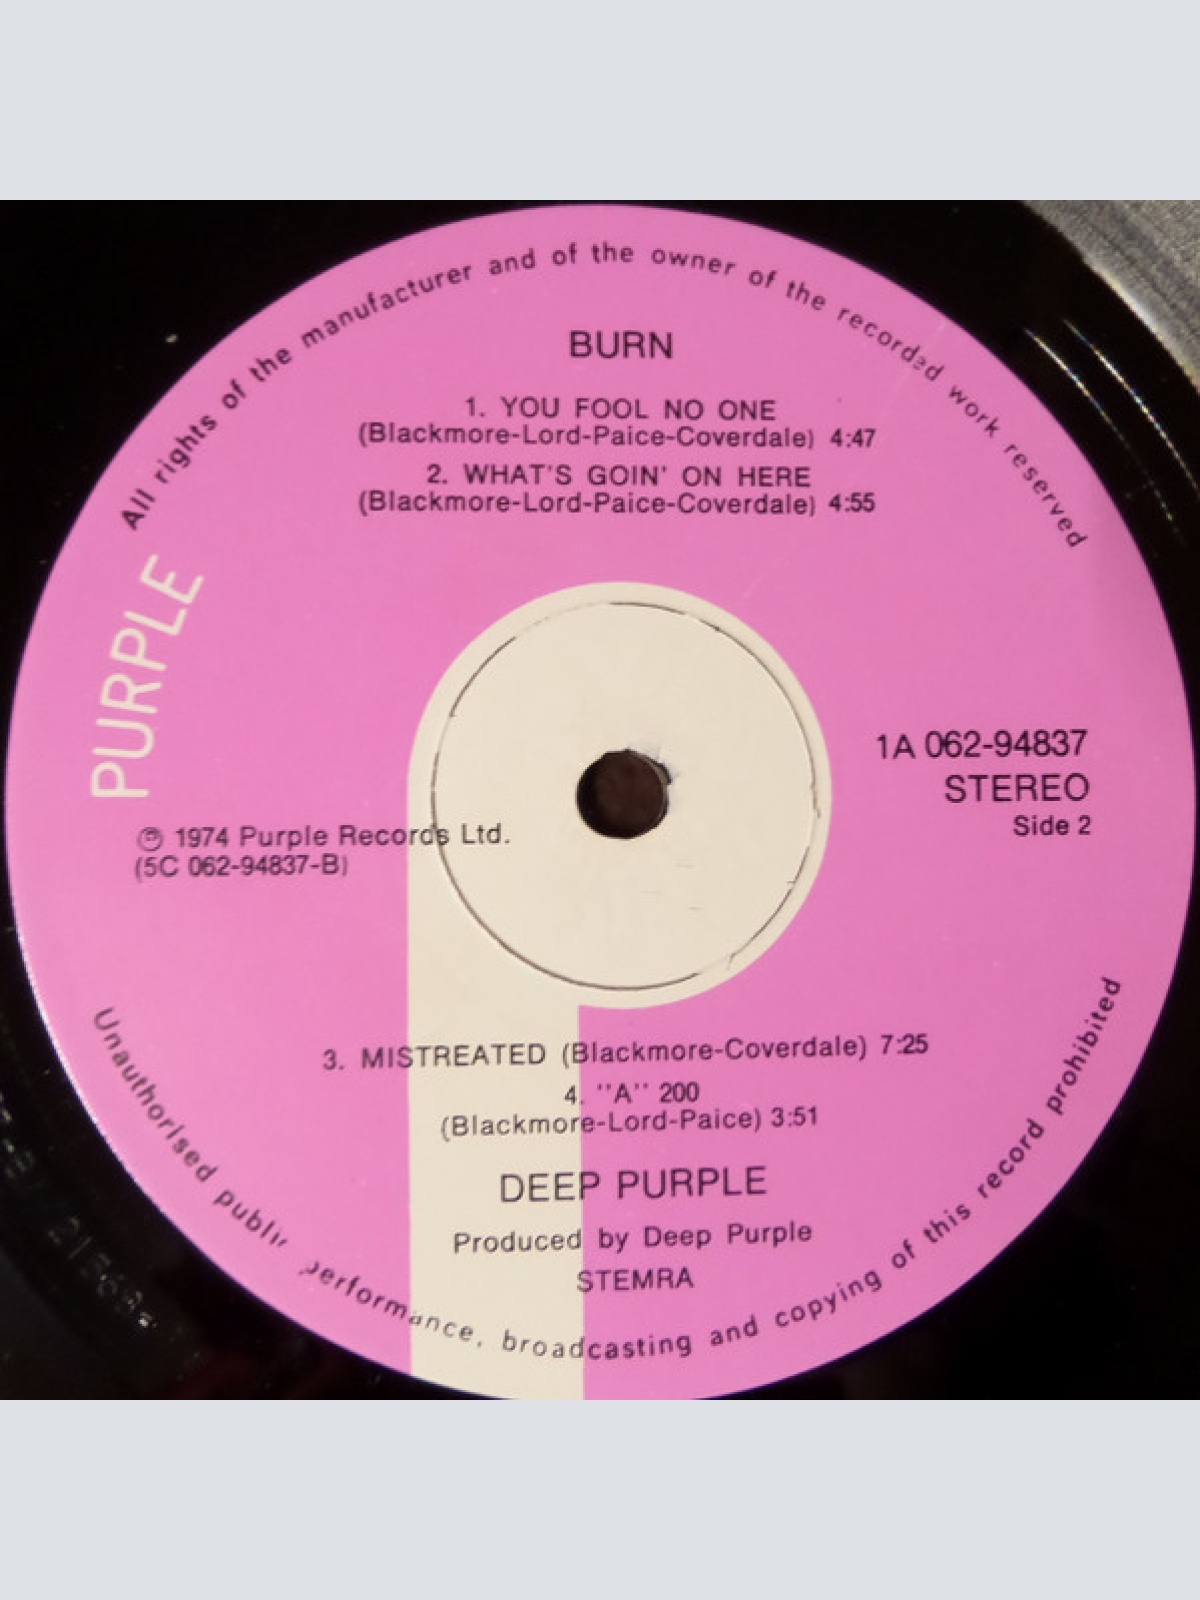 All rights of the manufacturer and of the owner of the recorded work reserved
BURN
1. YOU FOOL NO ONE
(Blackmore-Lord-Paice-Coverdale) 4:47
2. WHAT'S GOIN' ON HERE
(Blackmore-Lord-Paice-Coverdale) 4:55
PURPLE
1A 062-94837
STEREO
Side 2
℗ 1974 Purple Records Ltd.
(5C 062-94837-B)
3. MISTREATED (Blackmore-Coverdale) 7:25
4. "A" 200
(Blackmore-Lord-Paice) 3:51
DEEP PURPLE
Produced by Deep Purple
STEMRA
Unauthorised public performance, broadcasting and copying of this record prohibited